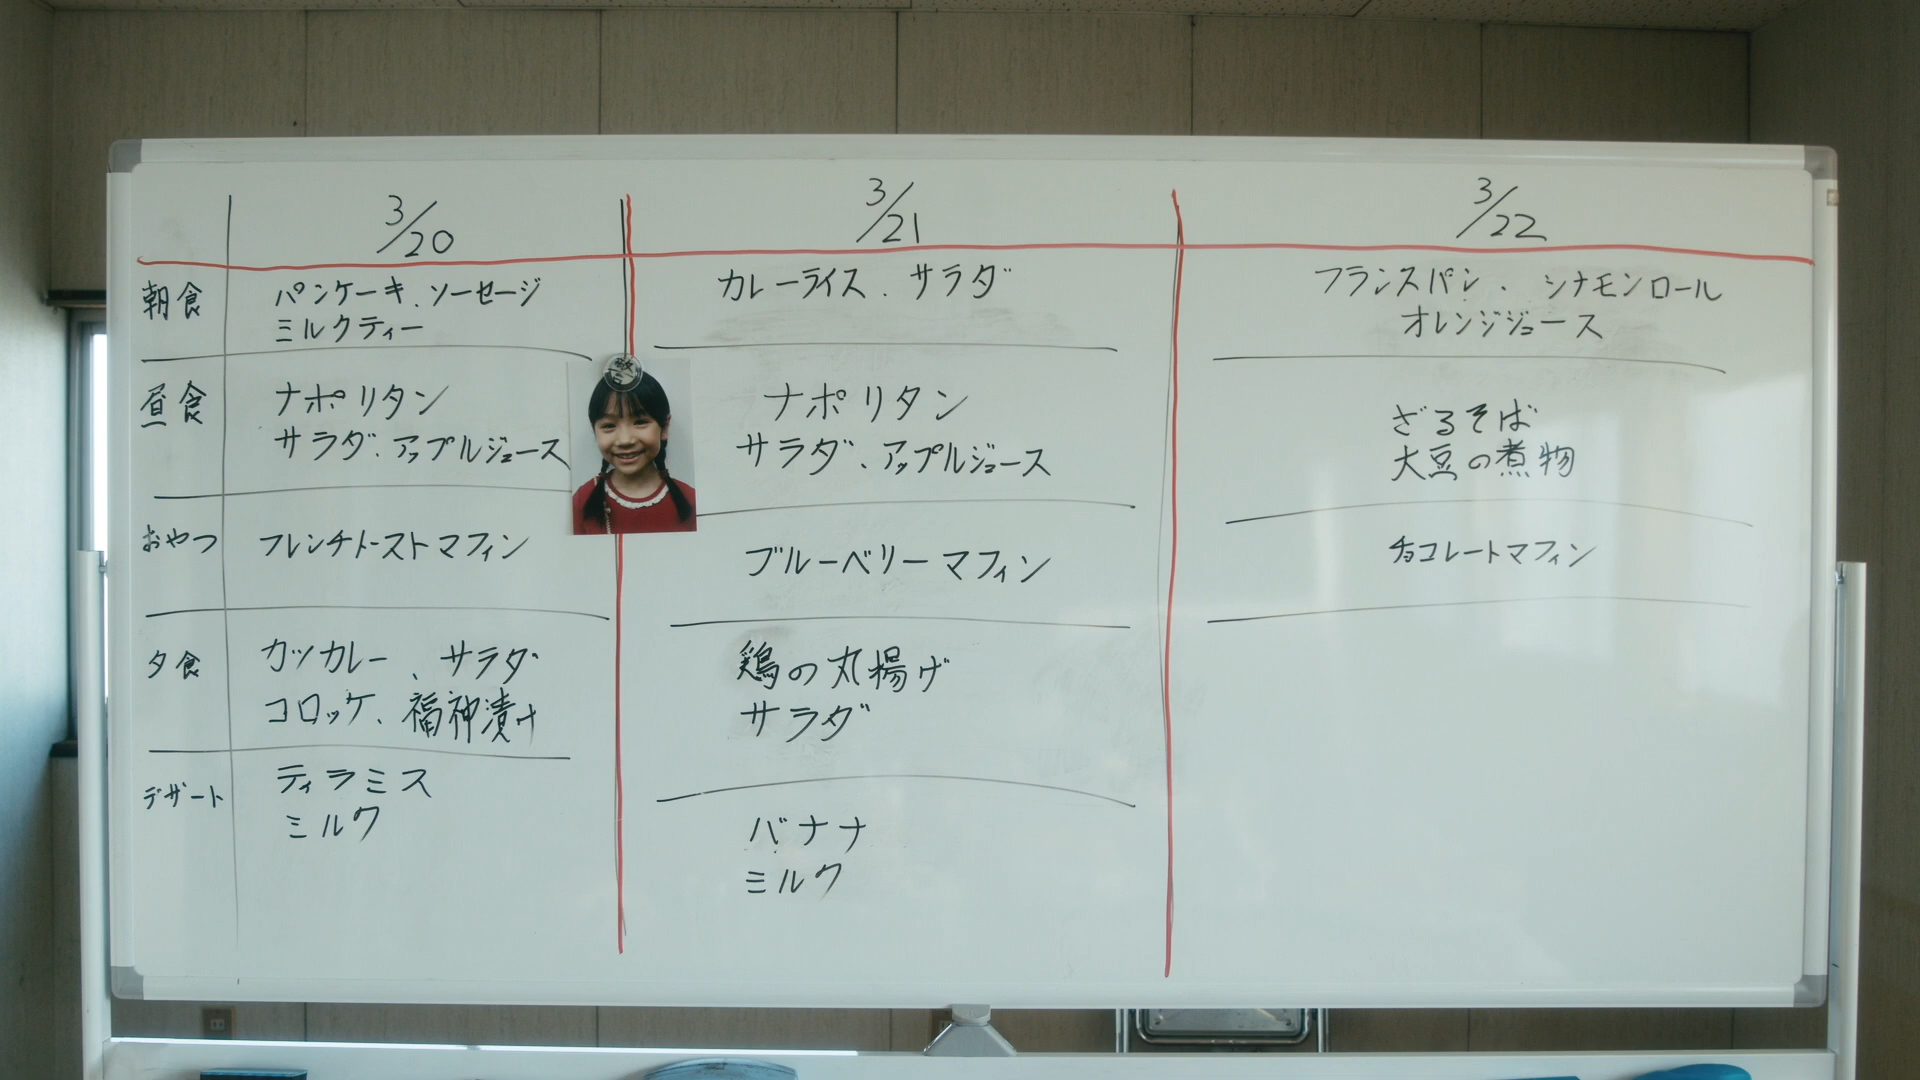 3/20
3/21
3/22
朝食
パンケーキ、ソーセージ
ミルクティー
カレーライス、サラダ
フランスパン、シナモンロール
オレンジジュース
昼食
ナポリタン
サラダ、アップルジュース
ナポリタン
サラダ、アップルジュース
ざるそば
大豆の煮物
おやつ
フレンチトーストマフィン
ブルーベリーマフィン
チョコレートマフィン
夕食
カツカレー、サラダ
コロッケ、福神漬け
鶏の丸揚げ
サラダ
デザート
ティラミス
ミルク
バナナ
ミルク